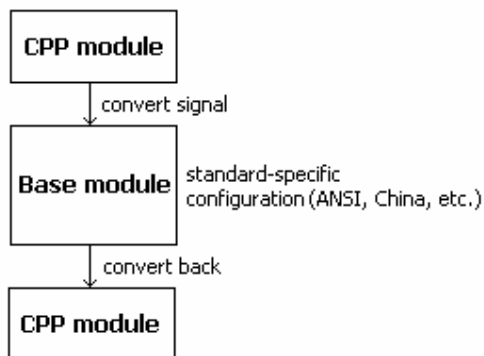 CPP module
convert signal
Base module
standard-specific
configuration (ANSI, China, etc.)
convert back
CPP module